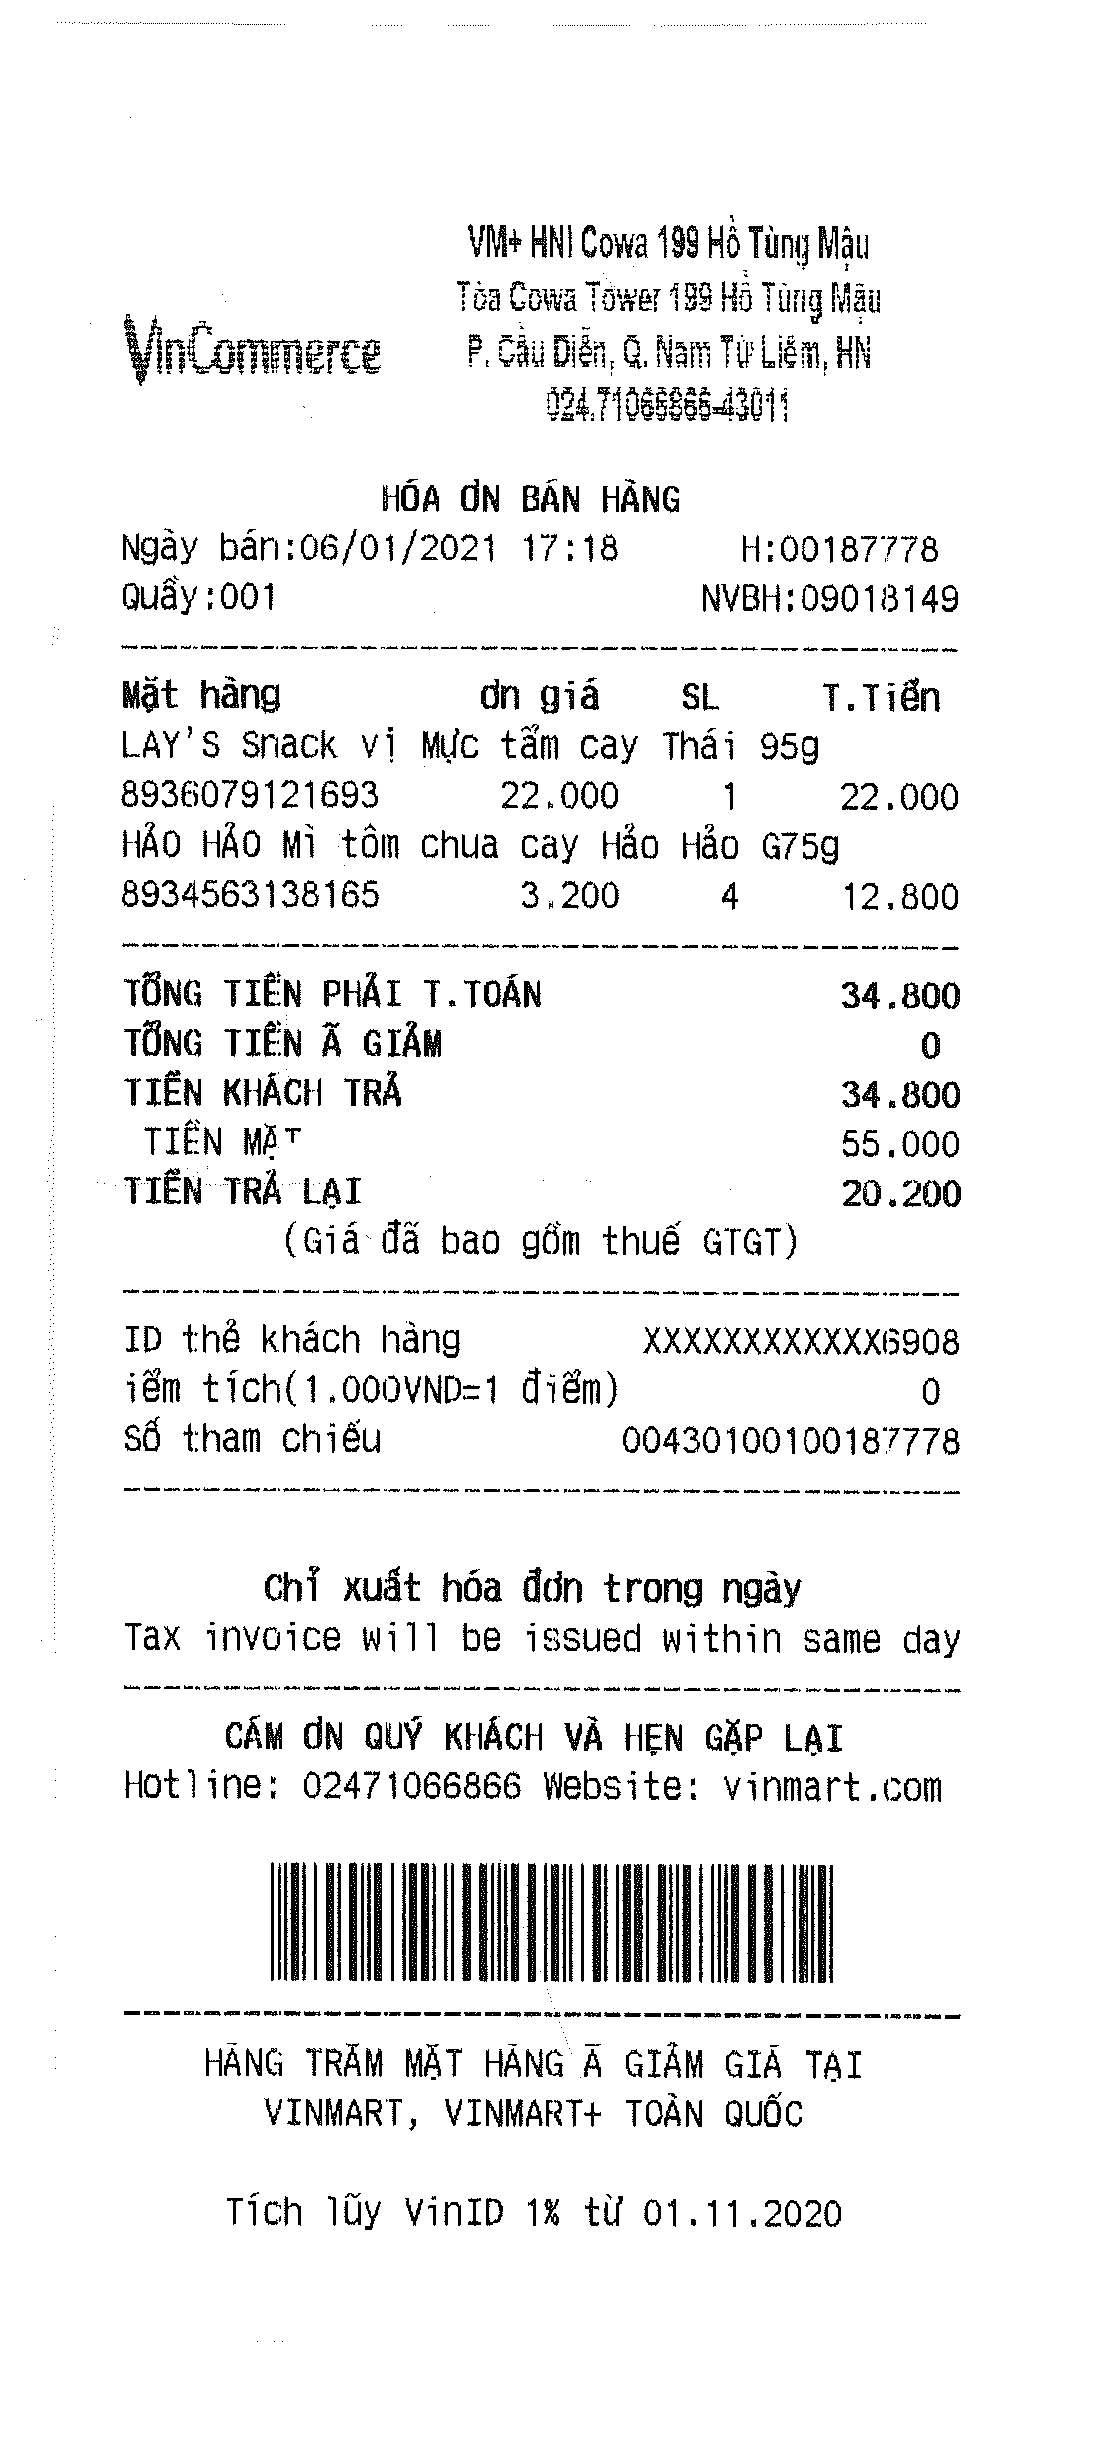 VinCommerce
VM+ HNI Cowa 199 Hồ Tùng Mậu
Tòa Cowa Tower 199 Hồ Tùng Mậu
P. Cầu Diễn, Q. Nam Từ Liêm, HN
024.71066866-43011
HÓA ƠN BÁN HÀNG
Ngày bán:06/01/2021 17:18 H:00187778
Quầy:001 NVBH:09018149
Mặt hàng ơn giá SL T.Tiền
LAY'S Snack vị Mực tẩm cay Thái 95g
8936079121693 22.000 1 22.000
HẢO HẢO Mì tôm chua cay Hảo Hảo G75g
8934563138165 3.200 4 12.800
TỔNG TIỀN PHẢI T.TOÁN 34.800
TỔNG TIỀN Ã GIẢM 0
TIỀN KHÁCH TRẢ 34.800
TIỀN MẶT 55.000
TIỀN TRẢ LẠI 20.200
(Giá đã bao gồm thuế GTGT)
ID thẻ khách hàng XXXXXXXXXXXX6908
iểm tích(1.000VND=1 điểm) 0
Số tham chiếu 00430100100187778
Chỉ xuất hóa đơn trong ngày
Tax invoice will be issued within same day
CÁM ƠN QUÝ KHÁCH VÀ HẸN GẶP LẠI
Hotline: 02471066866 Website: vinmart.com
HÀNG TRĂM MẶT HÀNG Ã GIẢM GIÁ TẠI
VINMART, VINMART+ TOÀN QUỐC
Tích lũy VinID 1% từ 01.11.2020